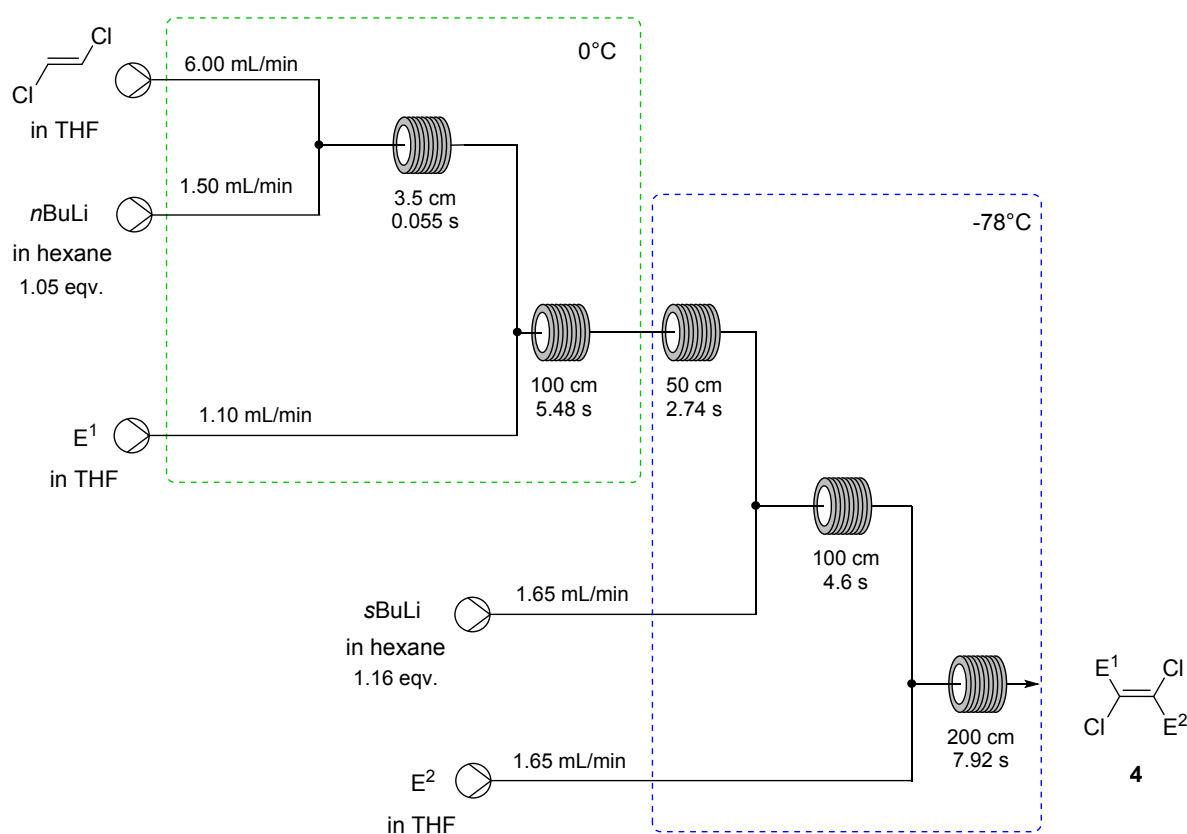 Cl
Cl
in THF
6.00 mL/min
0°C
nBuLi
in hexane
1.05 eqv.
1.50 mL/min
3.5 cm
0.055 s
-78°C
E1
in THF
1.10 mL/min
100 cm
5.48 s
50 cm
2.74 s
sBuLi
in hexane
1.16 eqv.
1.65 mL/min
100 cm
4.6 s
E2
in THF
1.65 mL/min
200 cm
7.92 s
E1
Cl
Cl
E2
4